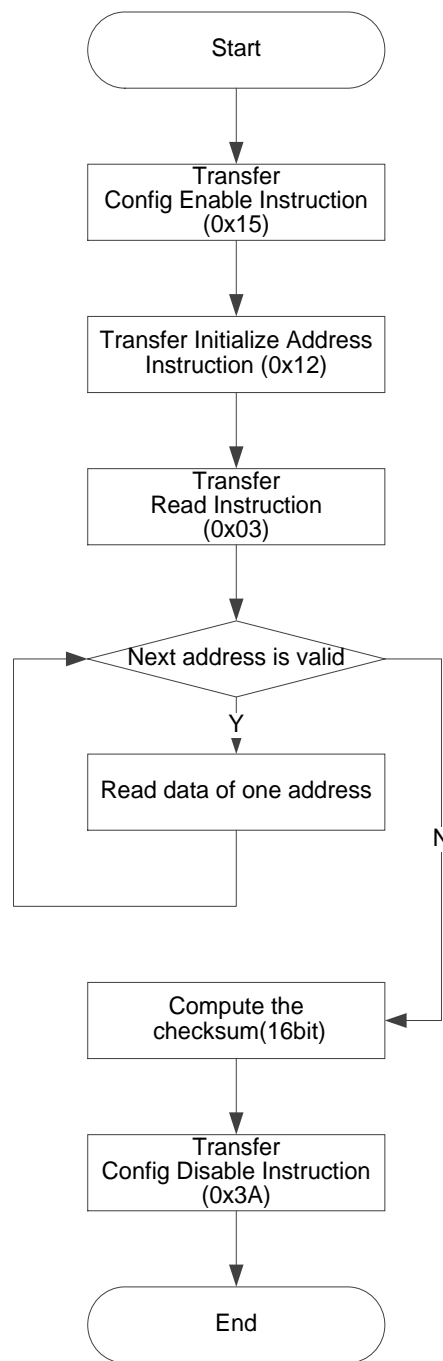 Start
Transfer
Config Enable Instruction
(0x15)
Transfer Initialize Address
Instruction (0x12)
Transfer
Read Instruction
(0x03)
Next address is valid
Y
Read data of one address
N
Compute the
checksum(16bit)
Transfer
Config Disable Instruction
(0x3A)
End